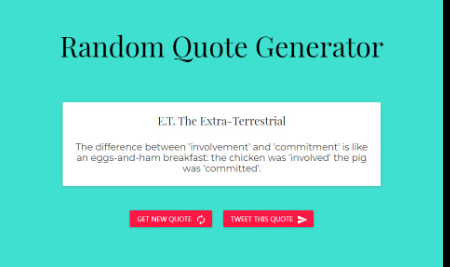 Random Quote Generator
E.T. The Extra-Terrestrial
The difference between 'involvement' and 'commitment' is like
an eggs-and-ham breakfast: the chicken was 'involved' the pig
was 'committed'.
GET NEW QUOTE
TWEET THIS QUOTE